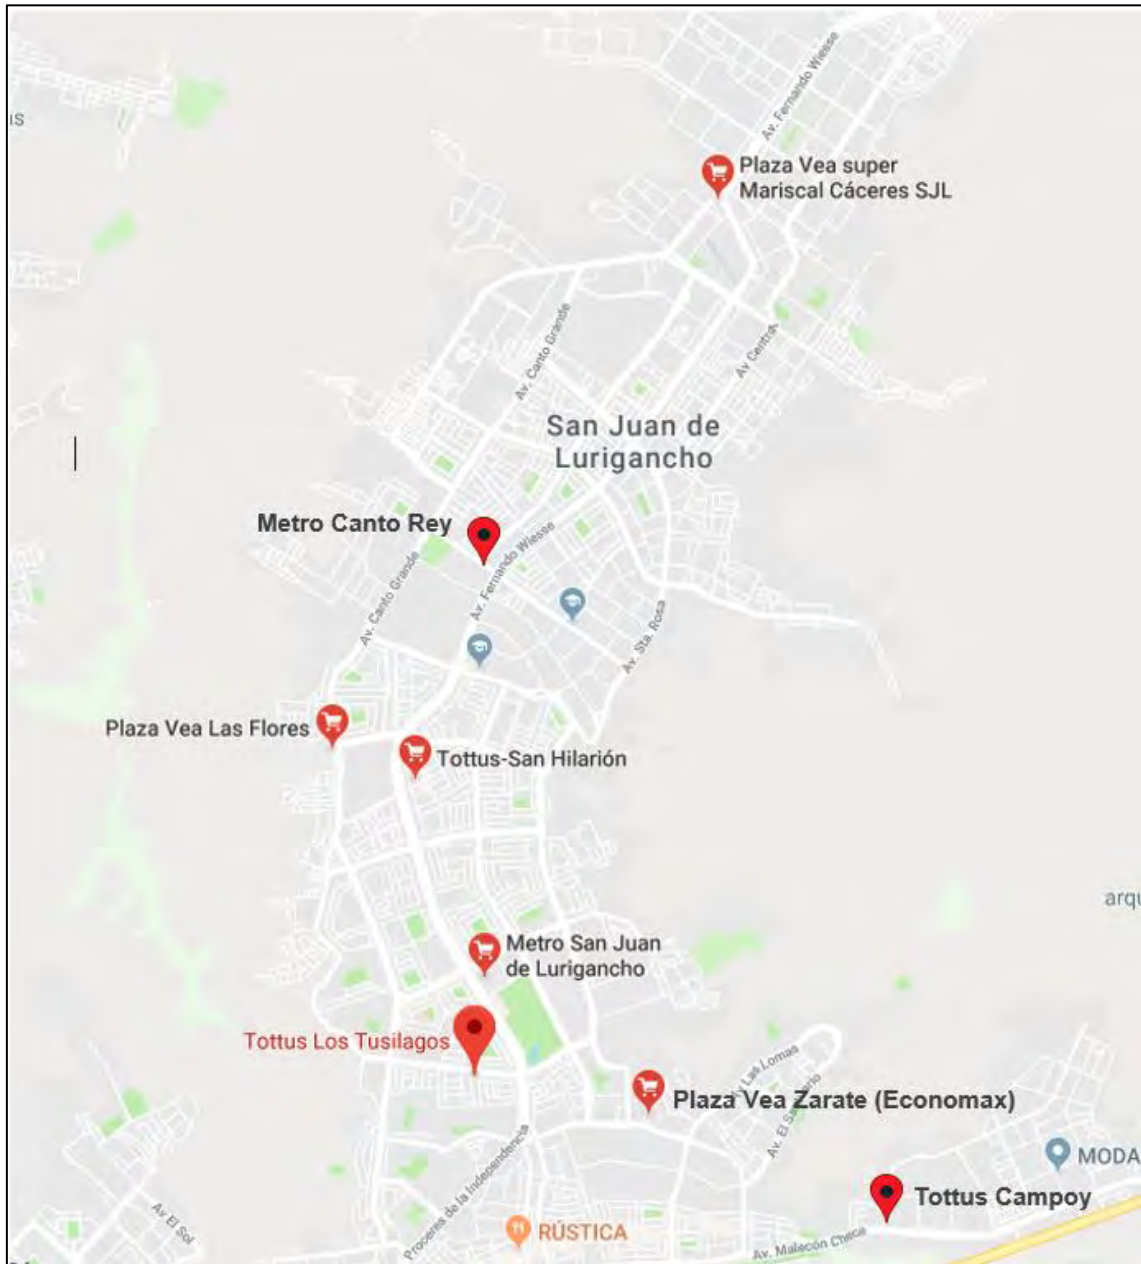 Av. Fernando Wiesse
Plaza Vea super
Mariscal Cáceres SJL
Av. Canto Grande
Av Central
San Juan de
Lurigancho
Metro Canto Rey
Av. Fernando Wiesse
Av. Canto Grande
Av. Sta. Rosa
Plaza Vea Las Flores
Tottus-San Hilarión
arqu
Metro San Juan
de Lurigancho
Tottus Los Tusilagos
Las Lomas
Plaza Vea Zarate (Economax)
Proceres de la Independencia
MODA
Tottus Campoy
Av El Sol
RÚSTICA
Av. Malecón Checa